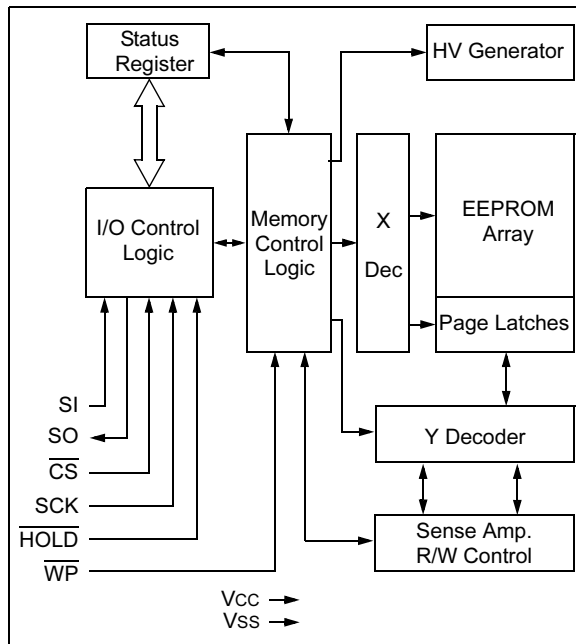 Status
Register
HV Generator
I/O Control
Logic
Memory
Control
Logic
X
Dec
EEPROM
Array
Page Latches
Y Decoder
Sense Amp.
R/W Control
SI
SO
CS
SCK
HOLD
WP
VCC
VSS